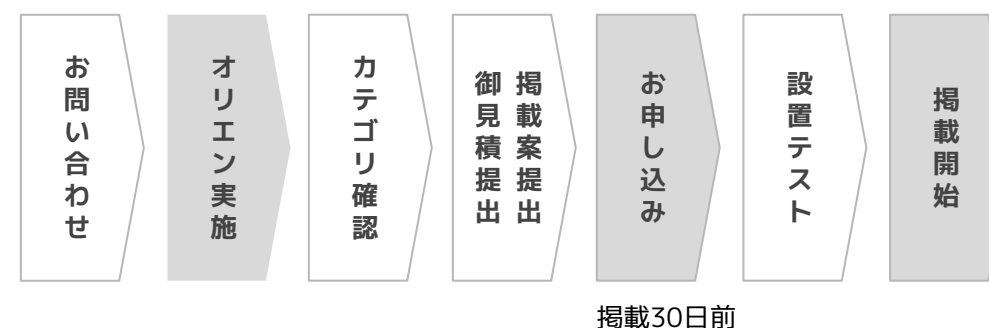 お問い合わせ
オリエン実施
カテゴリ確認
掲載案提出
御見積提出
お申し込み
設置テスト
掲載開始
掲載30日前